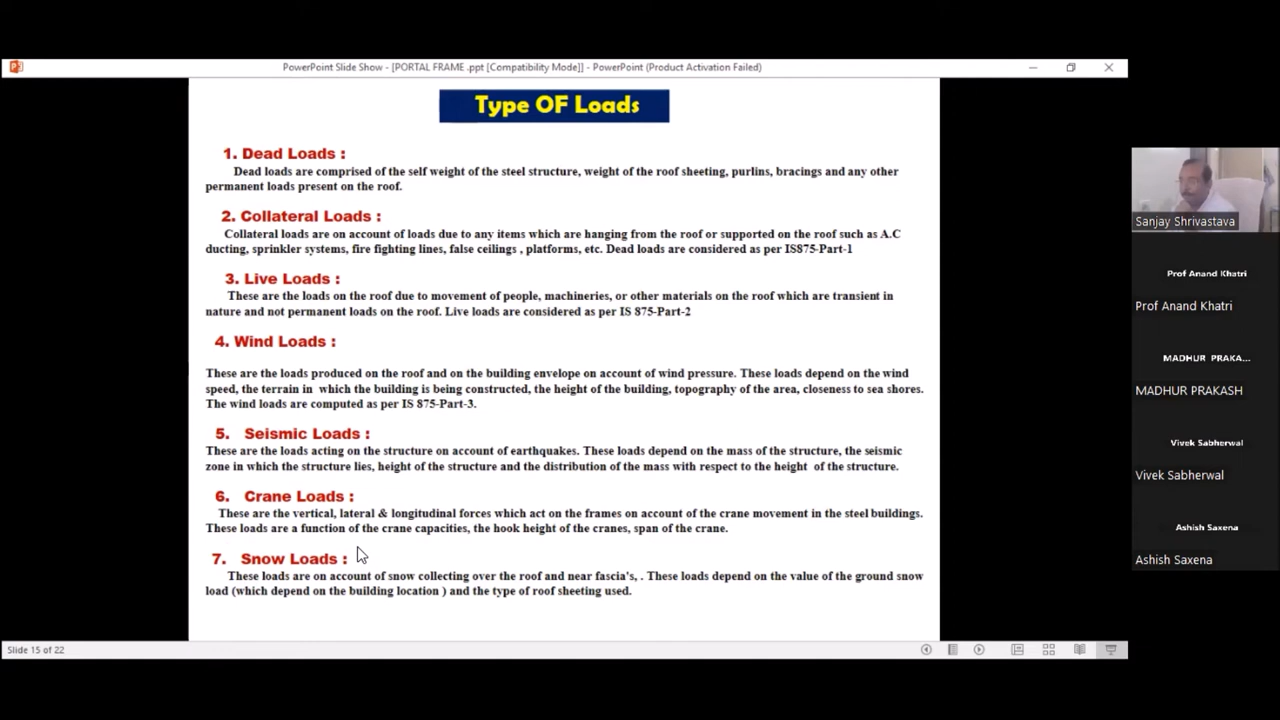 PowerPoint Slide Show - [PORTAL FRAME .ppt [Compatibility Mode]] - PowerPoint (Product Activation Failed)
Type OF Loads
1. Dead Loads :
Dead loads are comprised of the self weight of the steel structure, weight of the roof sheeting, purlins, bracings and any other
permanent loads present on the roof.
2. Collateral Loads :
Collateral loads are on account of loads due to any items which are hanging from the roof or supported on the roof such as A.C
ducting, sprinkler systems, fire fighting lines, false ceilings , platforms, etc. Dead loads are considered as per IS875-Part-1
3. Live Loads :
These are the loads on the roof due to movement of people, machineries, or other materials on the roof which are transient in
nature and not permanent loads on the roof. Live loads are considered as per IS 875-Part-2
4. Wind Loads :
These are the loads produced on the roof and on the building envelope on account of wind pressure. These loads depend on the wind
speed, the terrain in which the building is being constructed, the height of the building, topography of the area, closeness to sea shores.
The wind loads are computed as per IS 875-Part-3.
5. Seismic Loads :
These are the loads acting on the structure on account of earthquakes. These loads depend on the mass of the structure, the seismic
zone in which the structure lies, height of the structure and the distribution of the mass with respect to the height of the structure.
6. Crane Loads :
These are the vertical, lateral & longitudinal forces which act on the frames on account of the crane movement in the steel buildings.
These loads are a function of the crane capacities, the hook height of the cranes, span of the crane.
7. Snow Loads :
These loads are on account of snow collecting over the roof and near fascia's, . These loads depend on the value of the ground snow
load (which depend on the building location ) and the type of roof sheeting used.
Slide 15 of 22
Sanjay Shrivastava
Prof Anand Khatri
Prof Anand Khatri
MADHUR PRAKA...
MADHUR PRAKASH
Vivek Sabherwal
Vivek Sabherwal
Ashish Saxena
Ashish Saxena